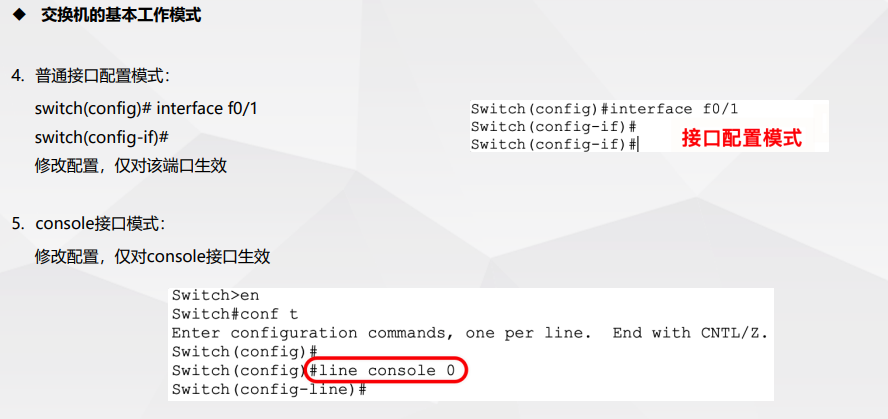 ◆ 交换机的基本工作模式
4. 普通接口配置模式：
switch(config)# interface f0/1
switch(config-if)#
修改配置，仅对该端口生效
Switch(config)#interface f0/1
Switch(config-if)#
Switch(config-if)#
接口配置模式
5. console接口模式：
修改配置，仅对console接口生效
Switch>en
Switch#conf t
Enter configuration commands, one per line.  End with CNTL/Z.
Switch(config)#
Switch(config)#line console 0
Switch(config-line)#